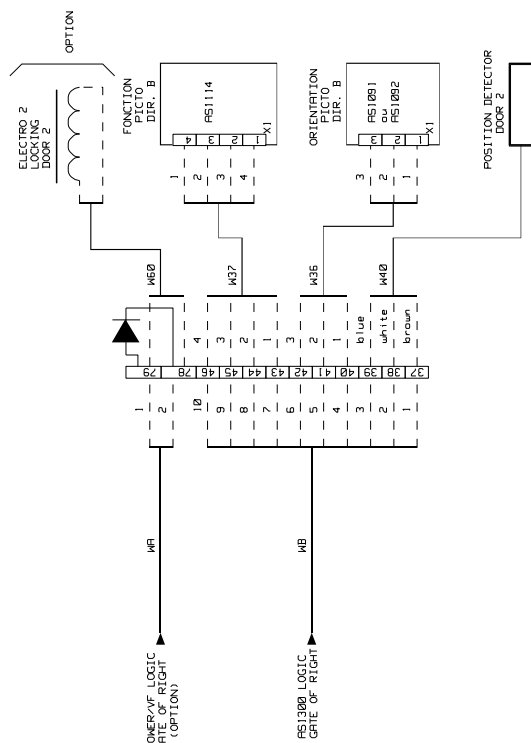 OPTION
ELECTRO 2
LOCKING
DOOR 2
FONCTION
PICTO
DIR. B
AS1114
4
3
2
1
X1
ORIENTATION
PICTO
DIR. B
AS1091
ou
AS1092
3
2
1
X1
POSITION DETECTOR
DOOR 2
1
2
3
4
3
2
1
W60
W37
W36
W40
4
3
2
1
3
2
1
blue
white
brown
79
78
46
45
44
43
42
41
40
39
38
37
1
2
10
9
8
7
6
5
4
3
2
1
WA
WB
OWER/VF LOGIC
ATE OF RIGHT
(OPTION)
AS1300 LOGIC
GATE OF RIGHT